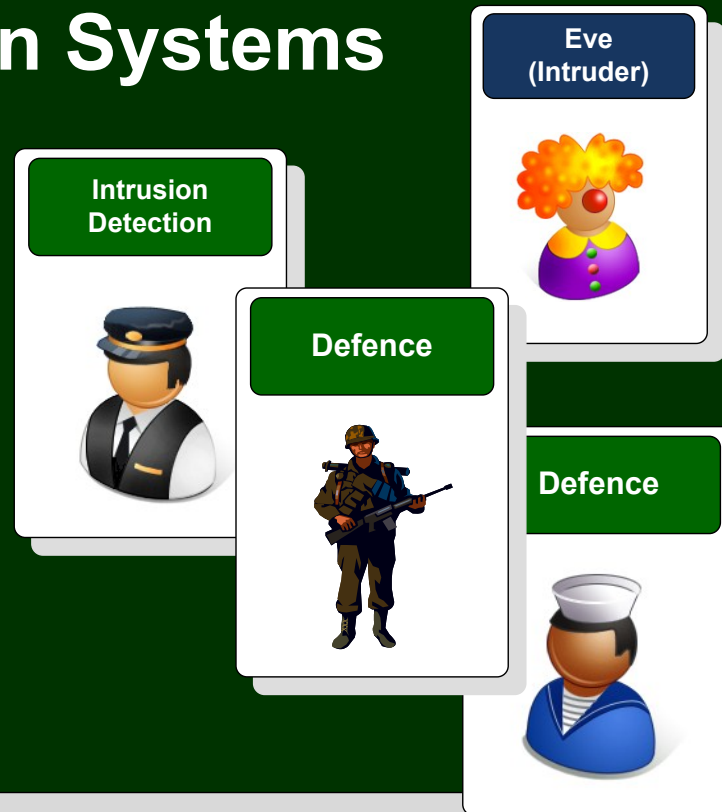 n Systems
Eve
(Intruder)
Intrusion
Detection
Defence
Defence